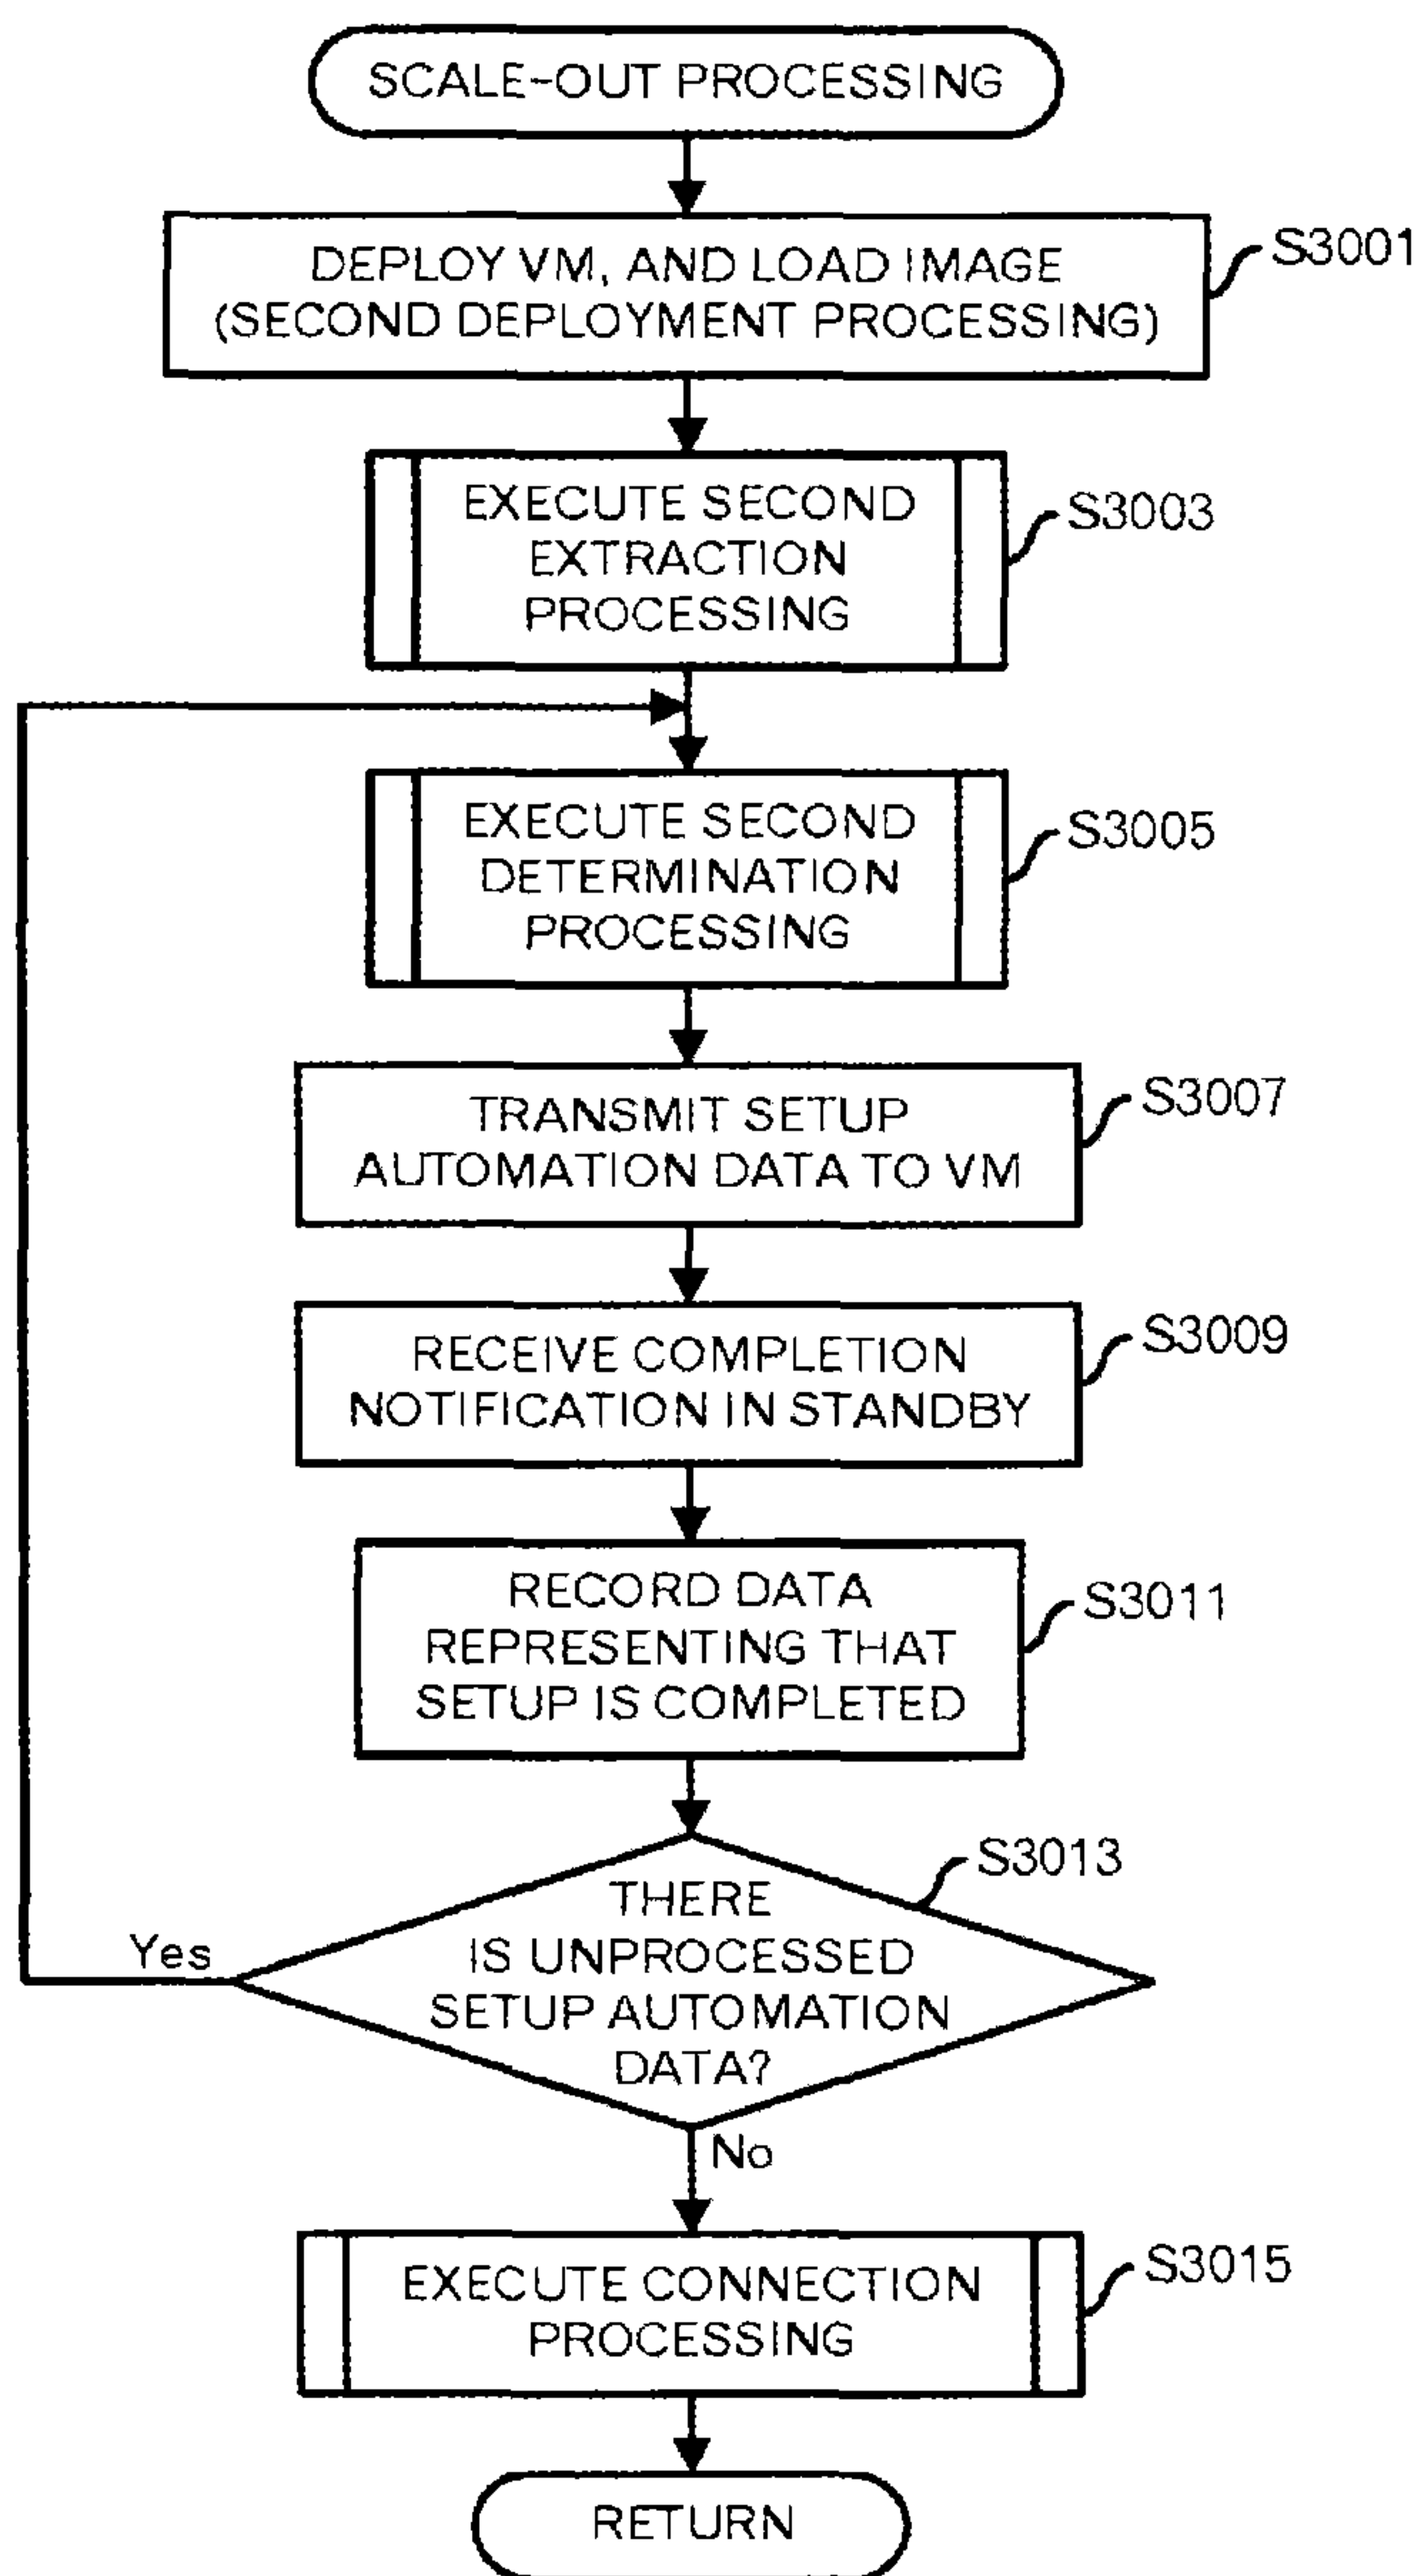 SCALE-OUT PROCESSING
DEPLOY VM, AND LOAD IMAGE
(SECOND DEPLOYMENT PROCESSING)
S3001
EXECUTE SECOND
EXTRACTION
PROCESSING
S3003
EXECUTE SECOND
DETERMINATION
PROCESSING
S3005
TRANSMIT SETUP
AUTOMATION DATA TO VM
S3007
RECEIVE COMPLETION
NOTIFICATION IN STANDBY
S3009
RECORD DATA
REPRESENTING THAT
SETUP IS COMPLETED
S3011
THERE
IS UNPROCESSED
SETUP AUTOMATION
DATA?
S3013
Yes
No
EXECUTE CONNECTION
PROCESSING
S3015
RETURN